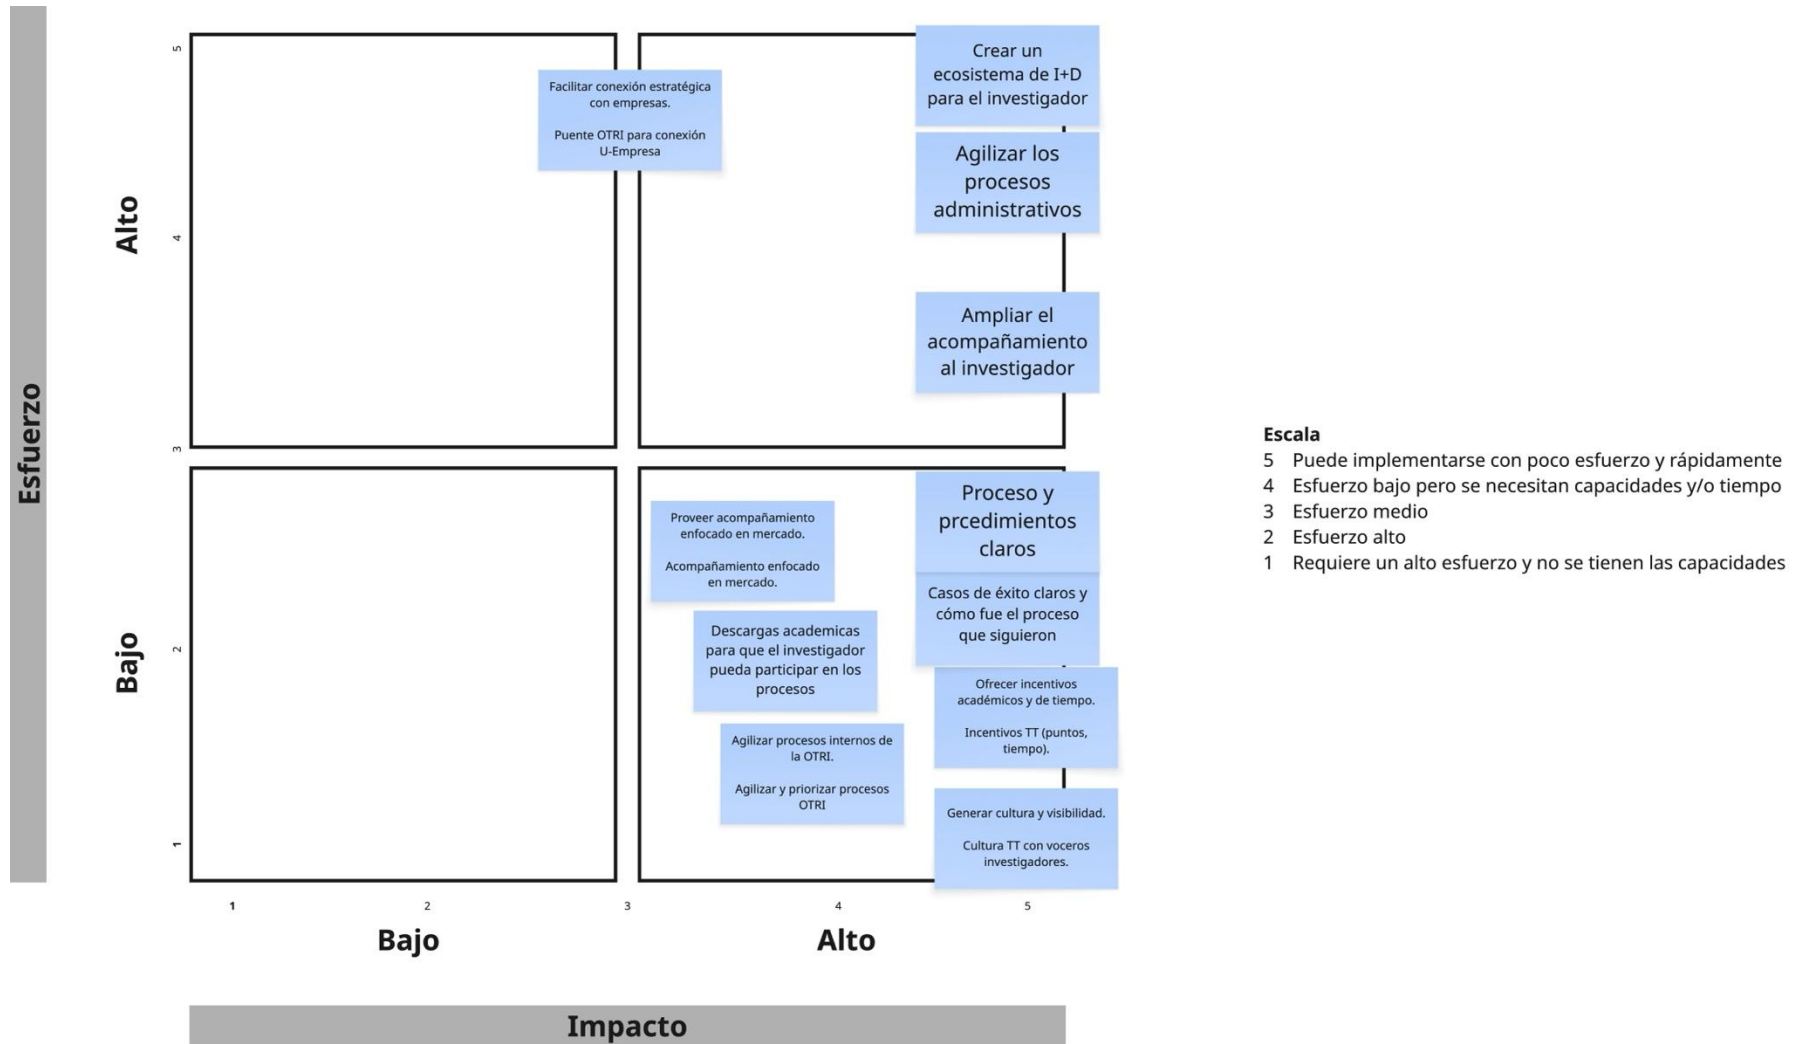 Esfuerzo
Alto
Bajo
5
4
3
2
1
Facilitar conexión estratégica
con empresas.
Puente OTRI para conexión
U-Empresa
Crear un
ecosistema de I+D
para el investigador
Agilizar los
procesos
administrativos
Ampliar el
acompañamiento
al investigador
Proceso y
prcedimientos
claros
Proveer acompañamiento
enfocado en mercado.
Acompañamiento enfocado
en mercado.
Casos de éxito claros y
cómo fue el proceso
que siguieron
Descargas academicas
para que el investigador
pueda participar en los
procesos
Ofrecer incentivos
académicos y de tiempo.
Incentivos TT (puntos,
tiempo).
Agilizar procesos internos de
la OTRI.
Agilizar y priorizar procesos
OTRI
Generar cultura y visibilidad.
Cultura TT con voceros
investigadores.
1
2
3
4
5
Bajo
Alto
Impacto
Escala
5 Puede implementarse con poco esfuerzo y rápidamente
4 Esfuerzo bajo pero se necesitan capacidades y/o tiempo
3 Esfuerzo medio
2 Esfuerzo alto
1 Requiere un alto esfuerzo y no se tienen las capacidades